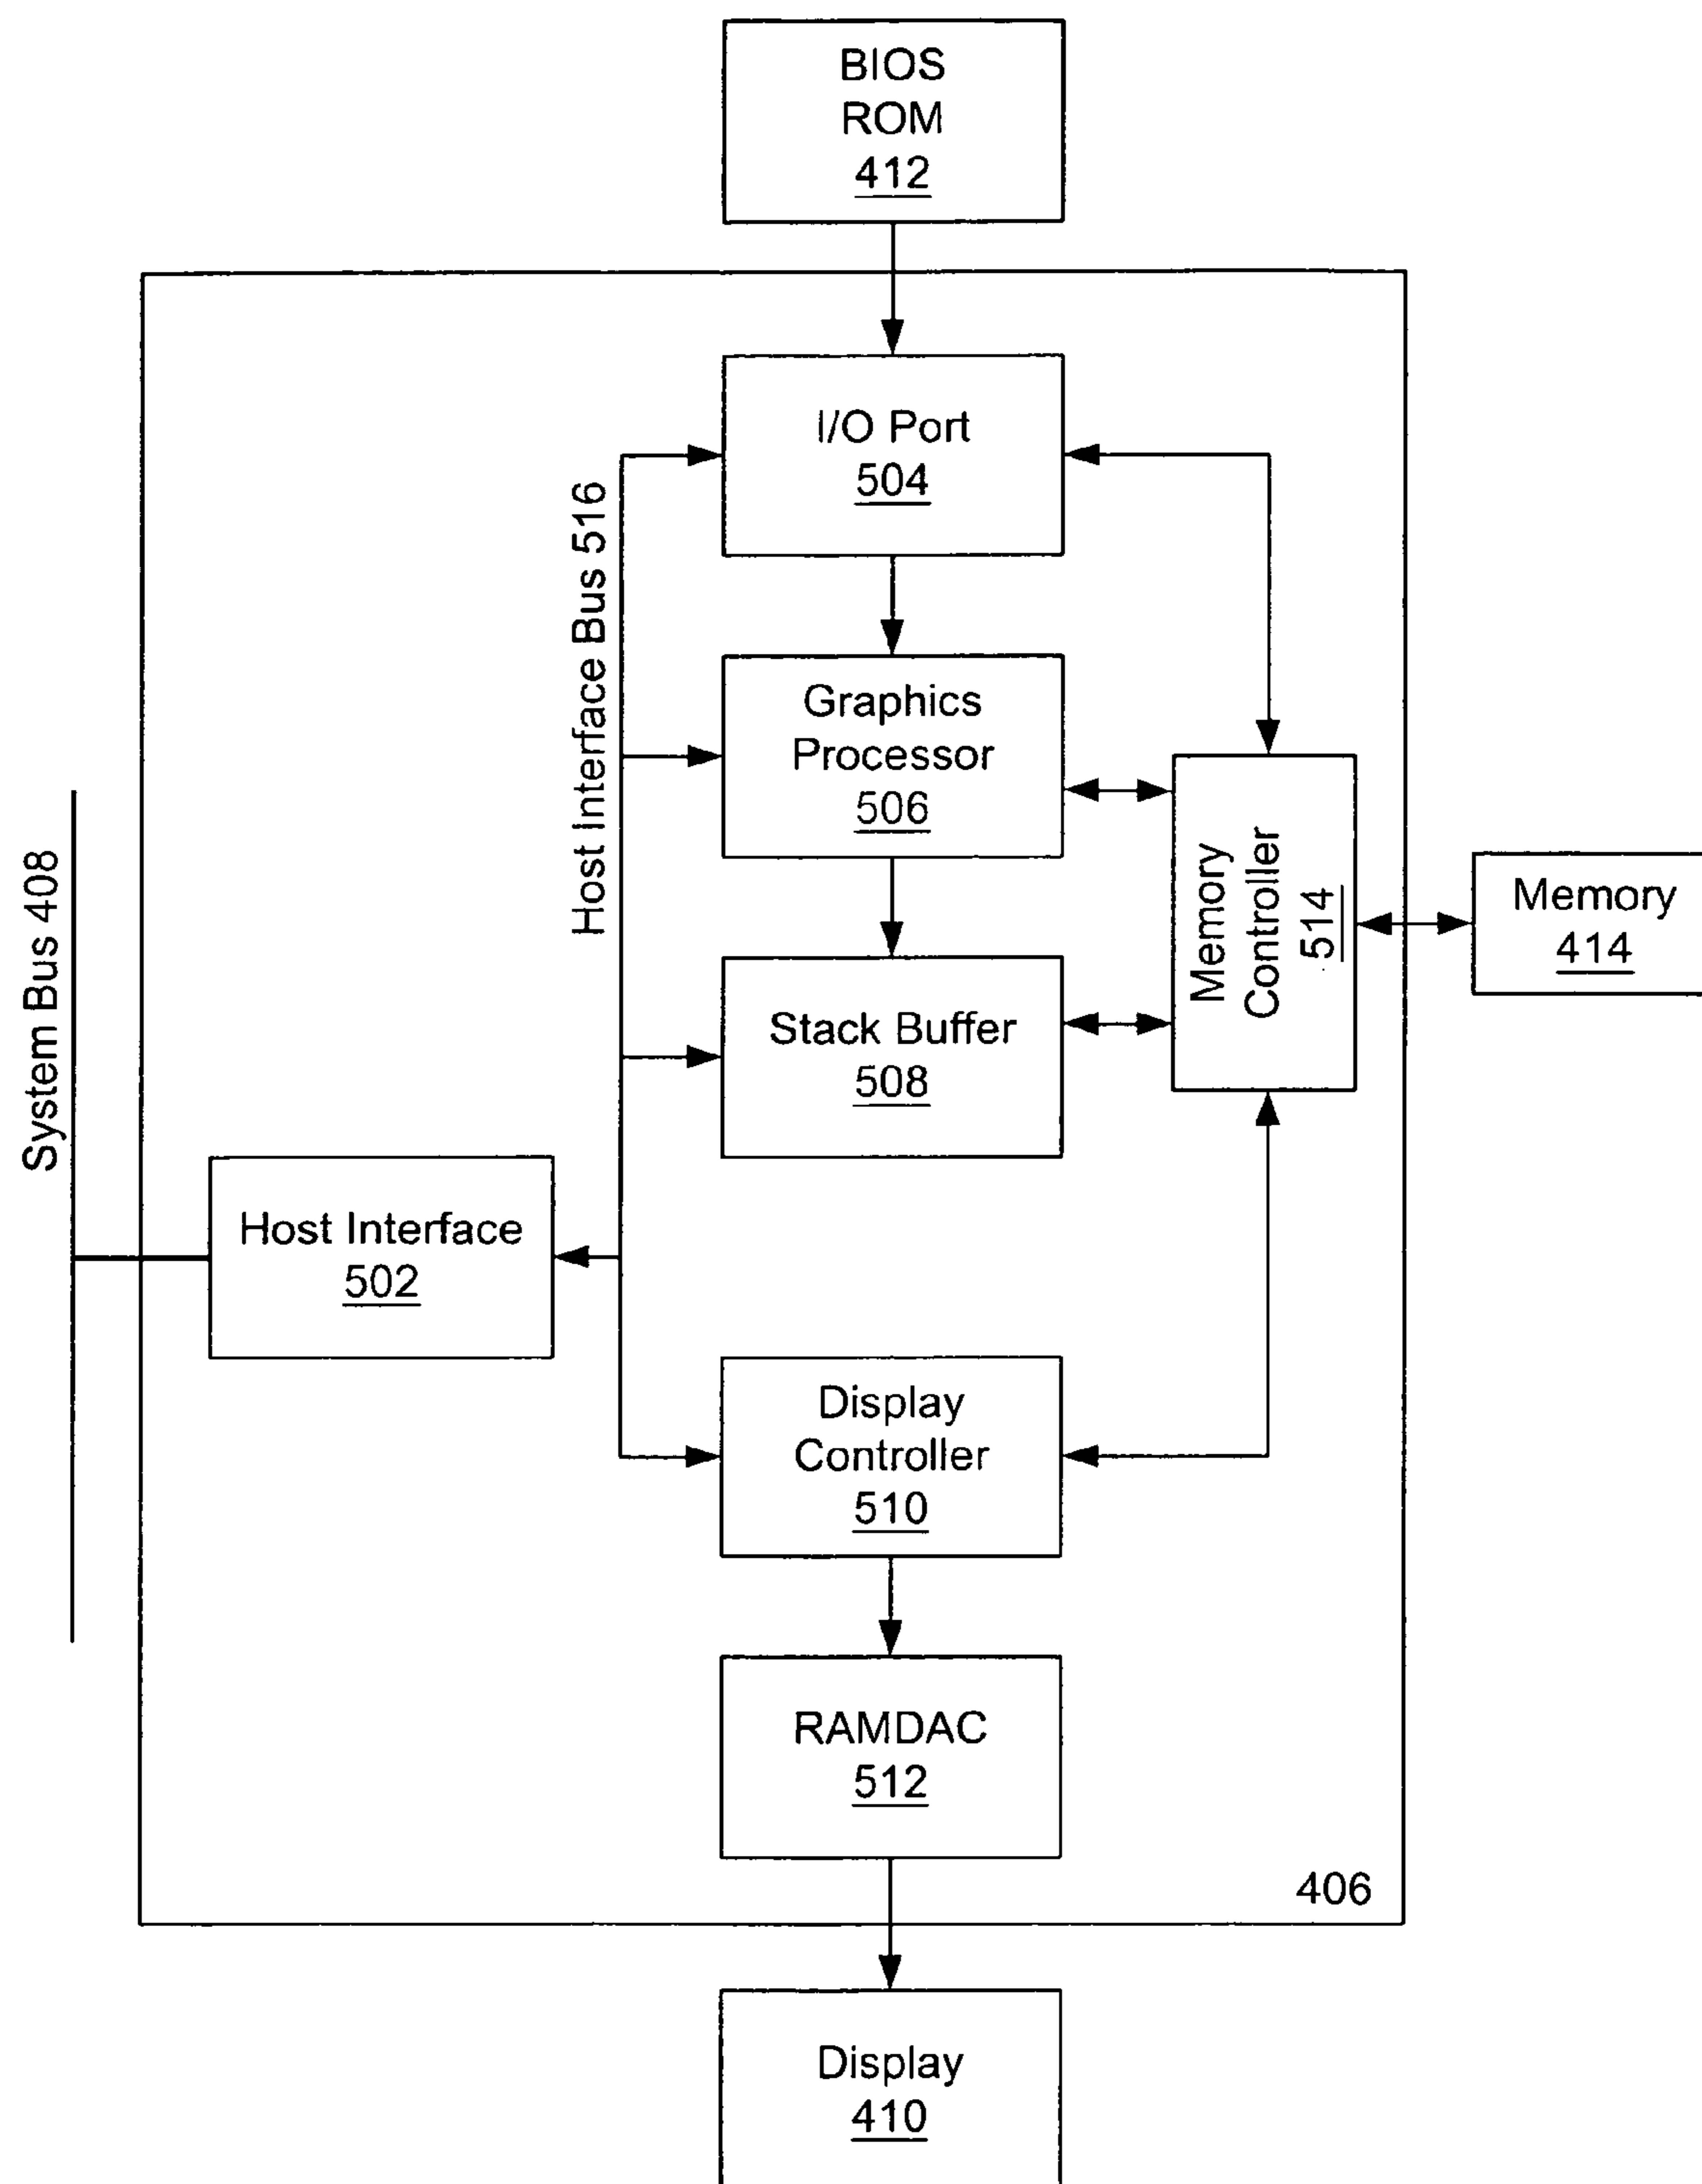 BIOS
ROM
412
I/O Port
504
Host Interface Bus 516
Graphics
Processor
506
Memory
Controller
514
Memory
414
System Bus 408
Stack Buffer
508
Host Interface
502
Display
Controller
510
RAMDAC
512
406
Display
410